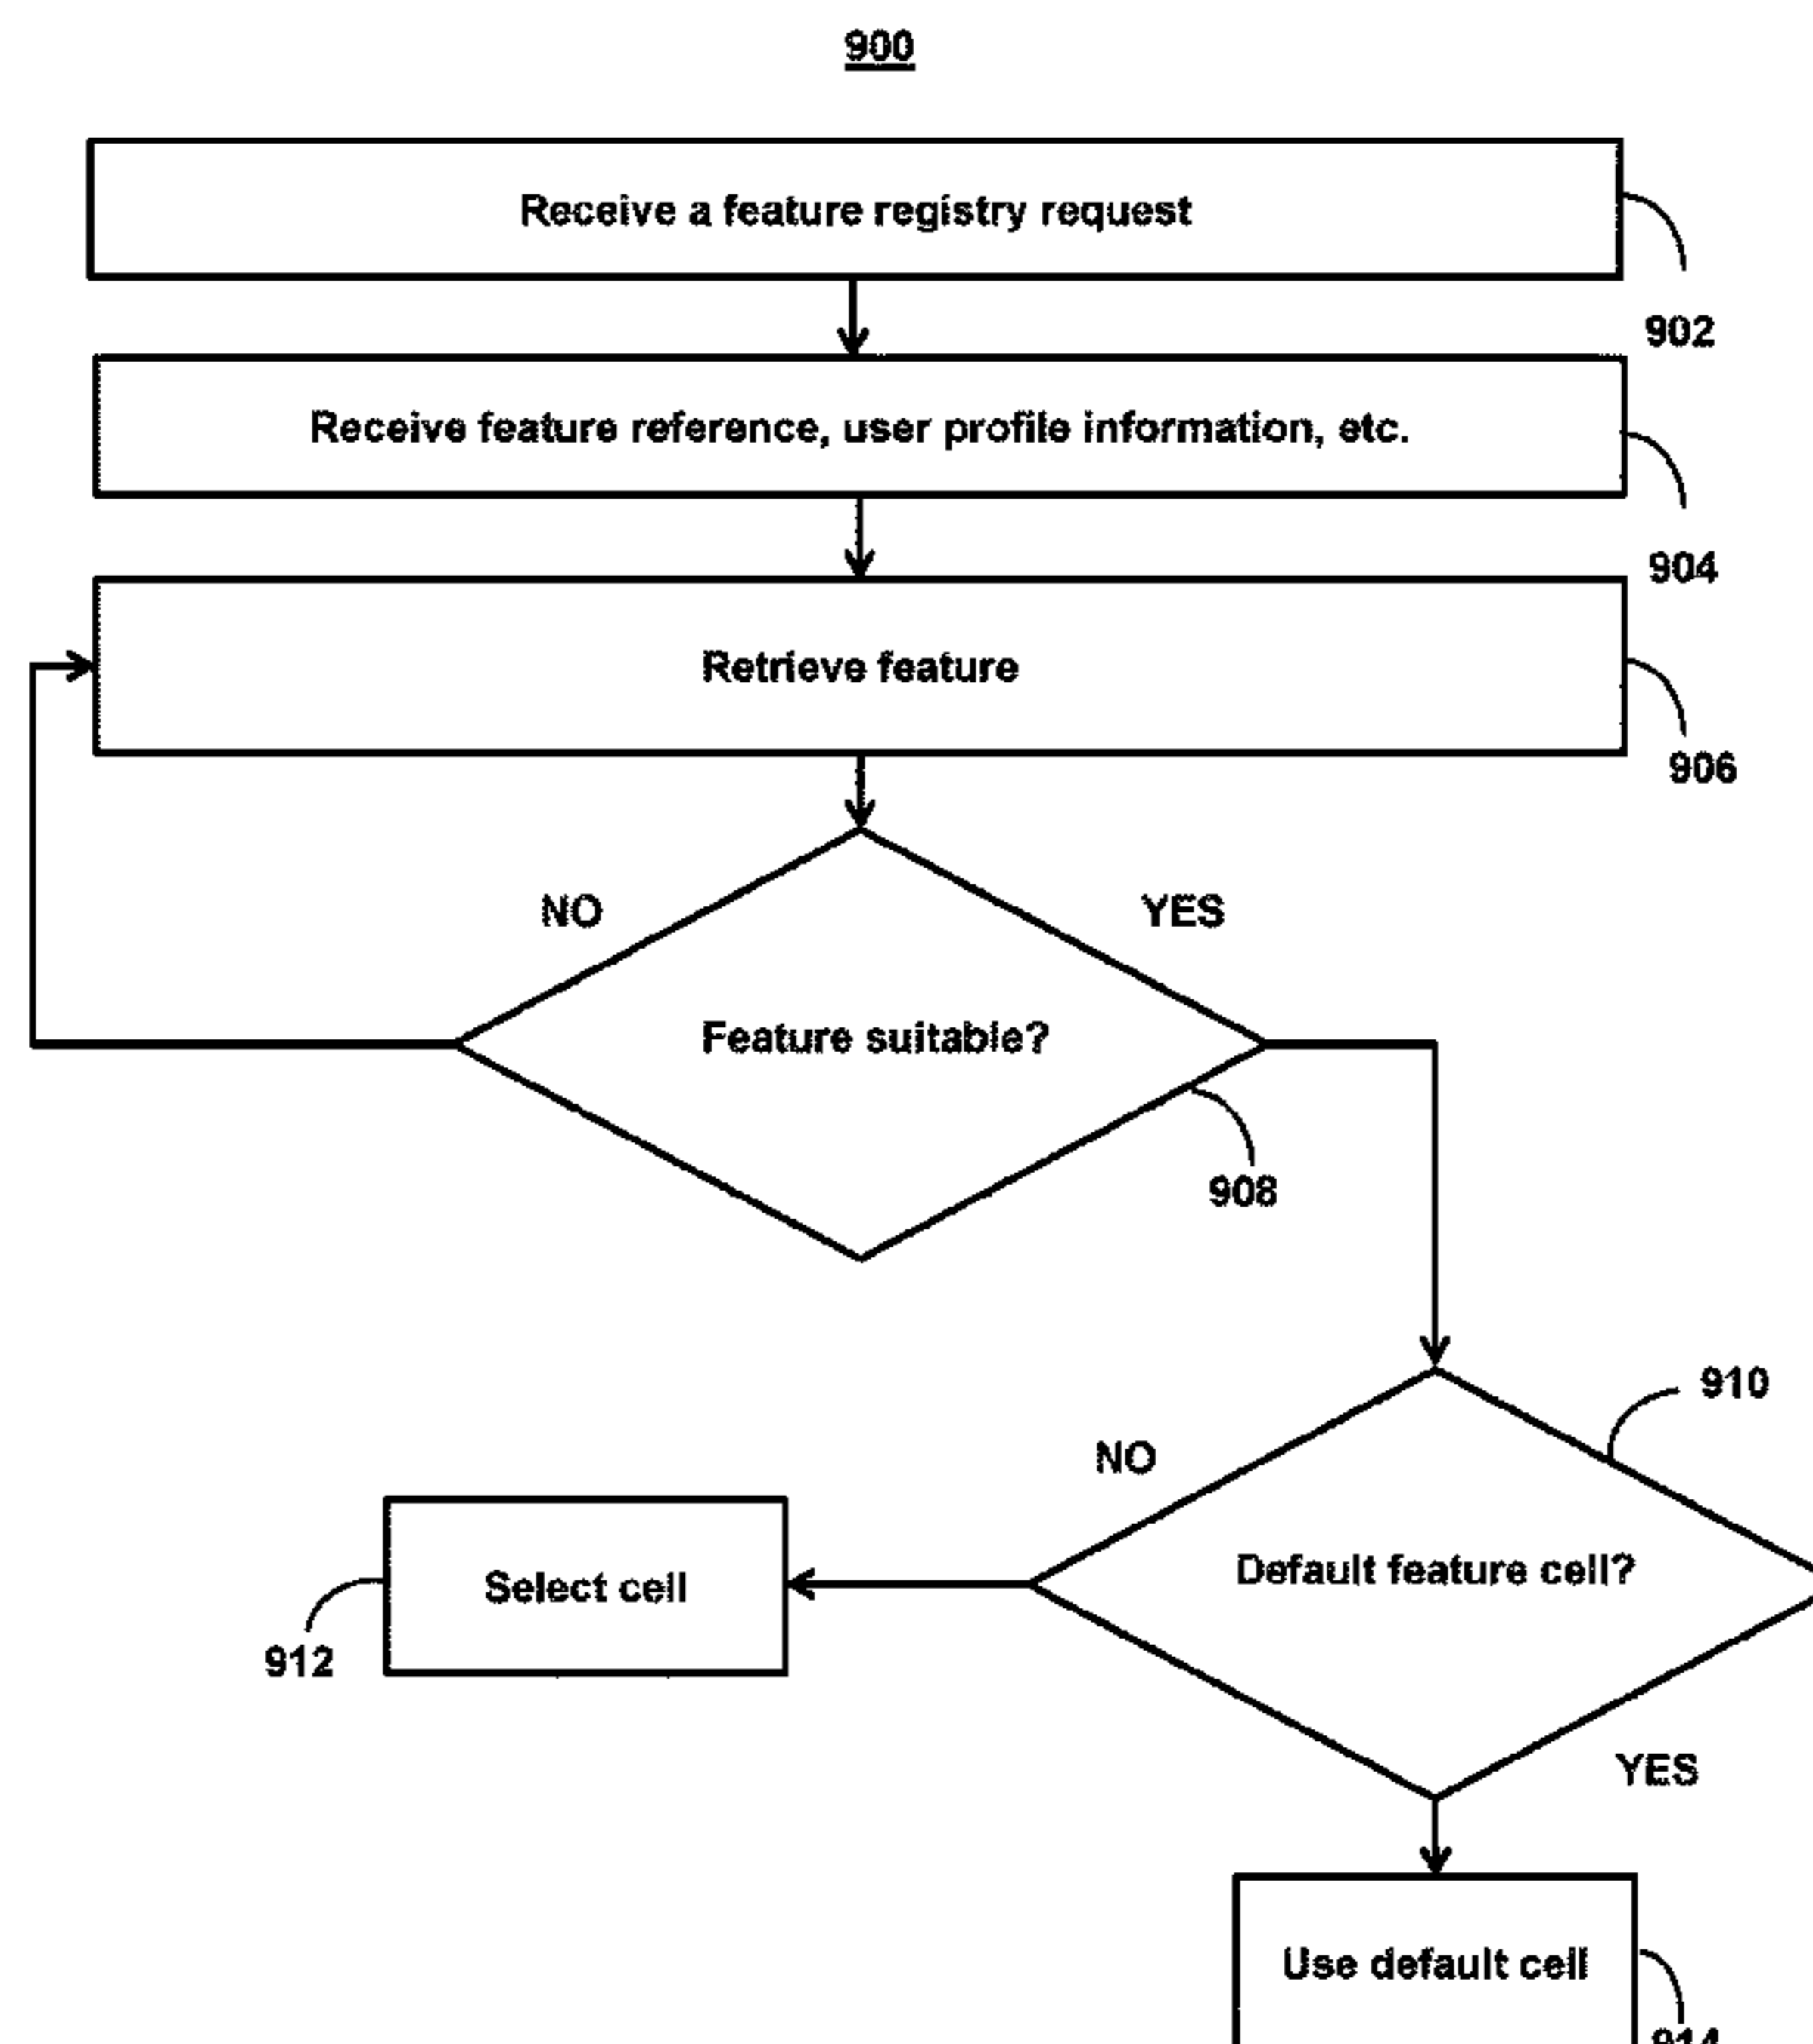 900
Receive a feature registry request
902
Receive feature reference, user profile information, etc.
904
Retrieve feature
906
NO
YES
Feature suitable?
908
910
NO
Default feature cell?
Select cell
912
YES
Use default cell
914